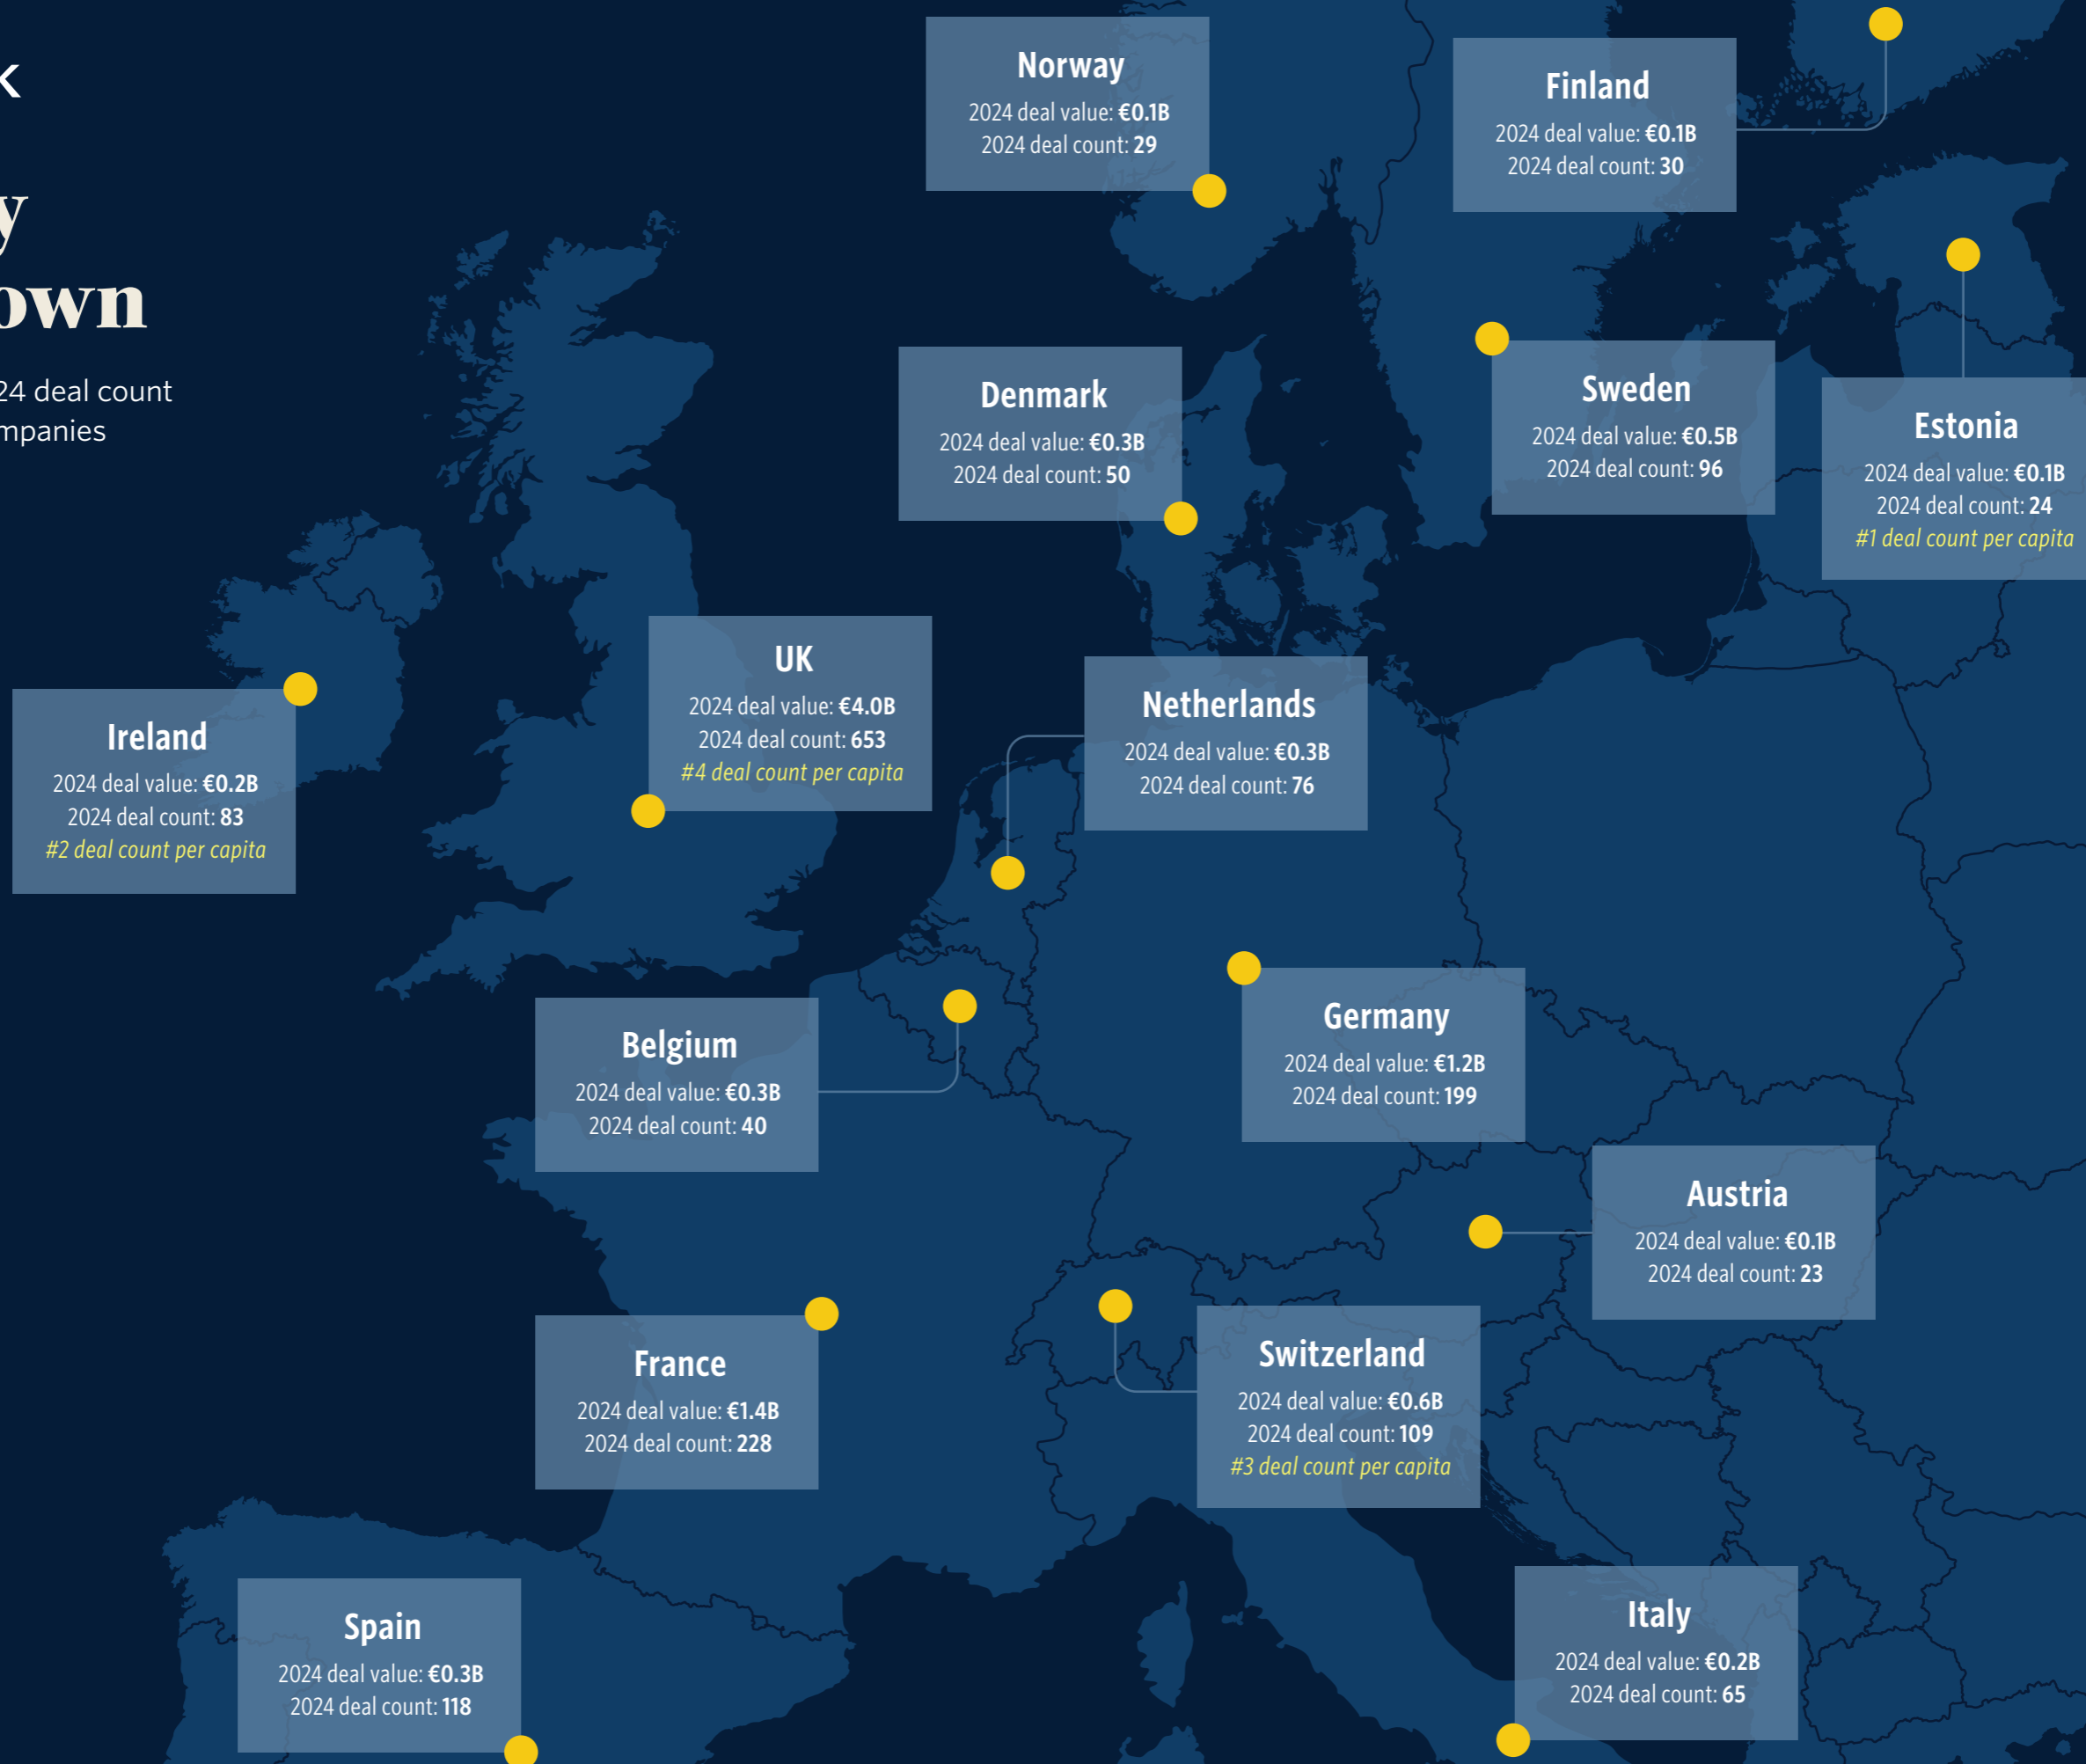 K
y
own
24 deal count
mpanies
Norway
2024 deal value: €0.1B
2024 deal count: 29
Finland
2024 deal value: €0.1B
2024 deal count: 30
Denmark
2024 deal value: €0.3B
2024 deal count: 50
Sweden
2024 deal value: €0.5B
2024 deal count: 96
Estonia
2024 deal value: €0.1B
2024 deal count: 24
#1 deal count per capita
UK
2024 deal value: €4.0B
2024 deal count: 653
#4 deal count per capita
Ireland
2024 deal value: €0.2B
2024 deal count: 83
#2 deal count per capita
Netherlands
2024 deal value: €0.3B
2024 deal count: 76
Belgium
2024 deal value: €0.3B
2024 deal count: 40
Germany
2024 deal value: €1.2B
2024 deal count: 199
Austria
2024 deal value: €0.1B
2024 deal count: 23
France
2024 deal value: €1.4B
2024 deal count: 228
Switzerland
2024 deal value: €0.6B
2024 deal count: 109
#3 deal count per capita
Spain
2024 deal value: €0.3B
2024 deal count: 118
Italy
2024 deal value: €0.2B
2024 deal count: 65